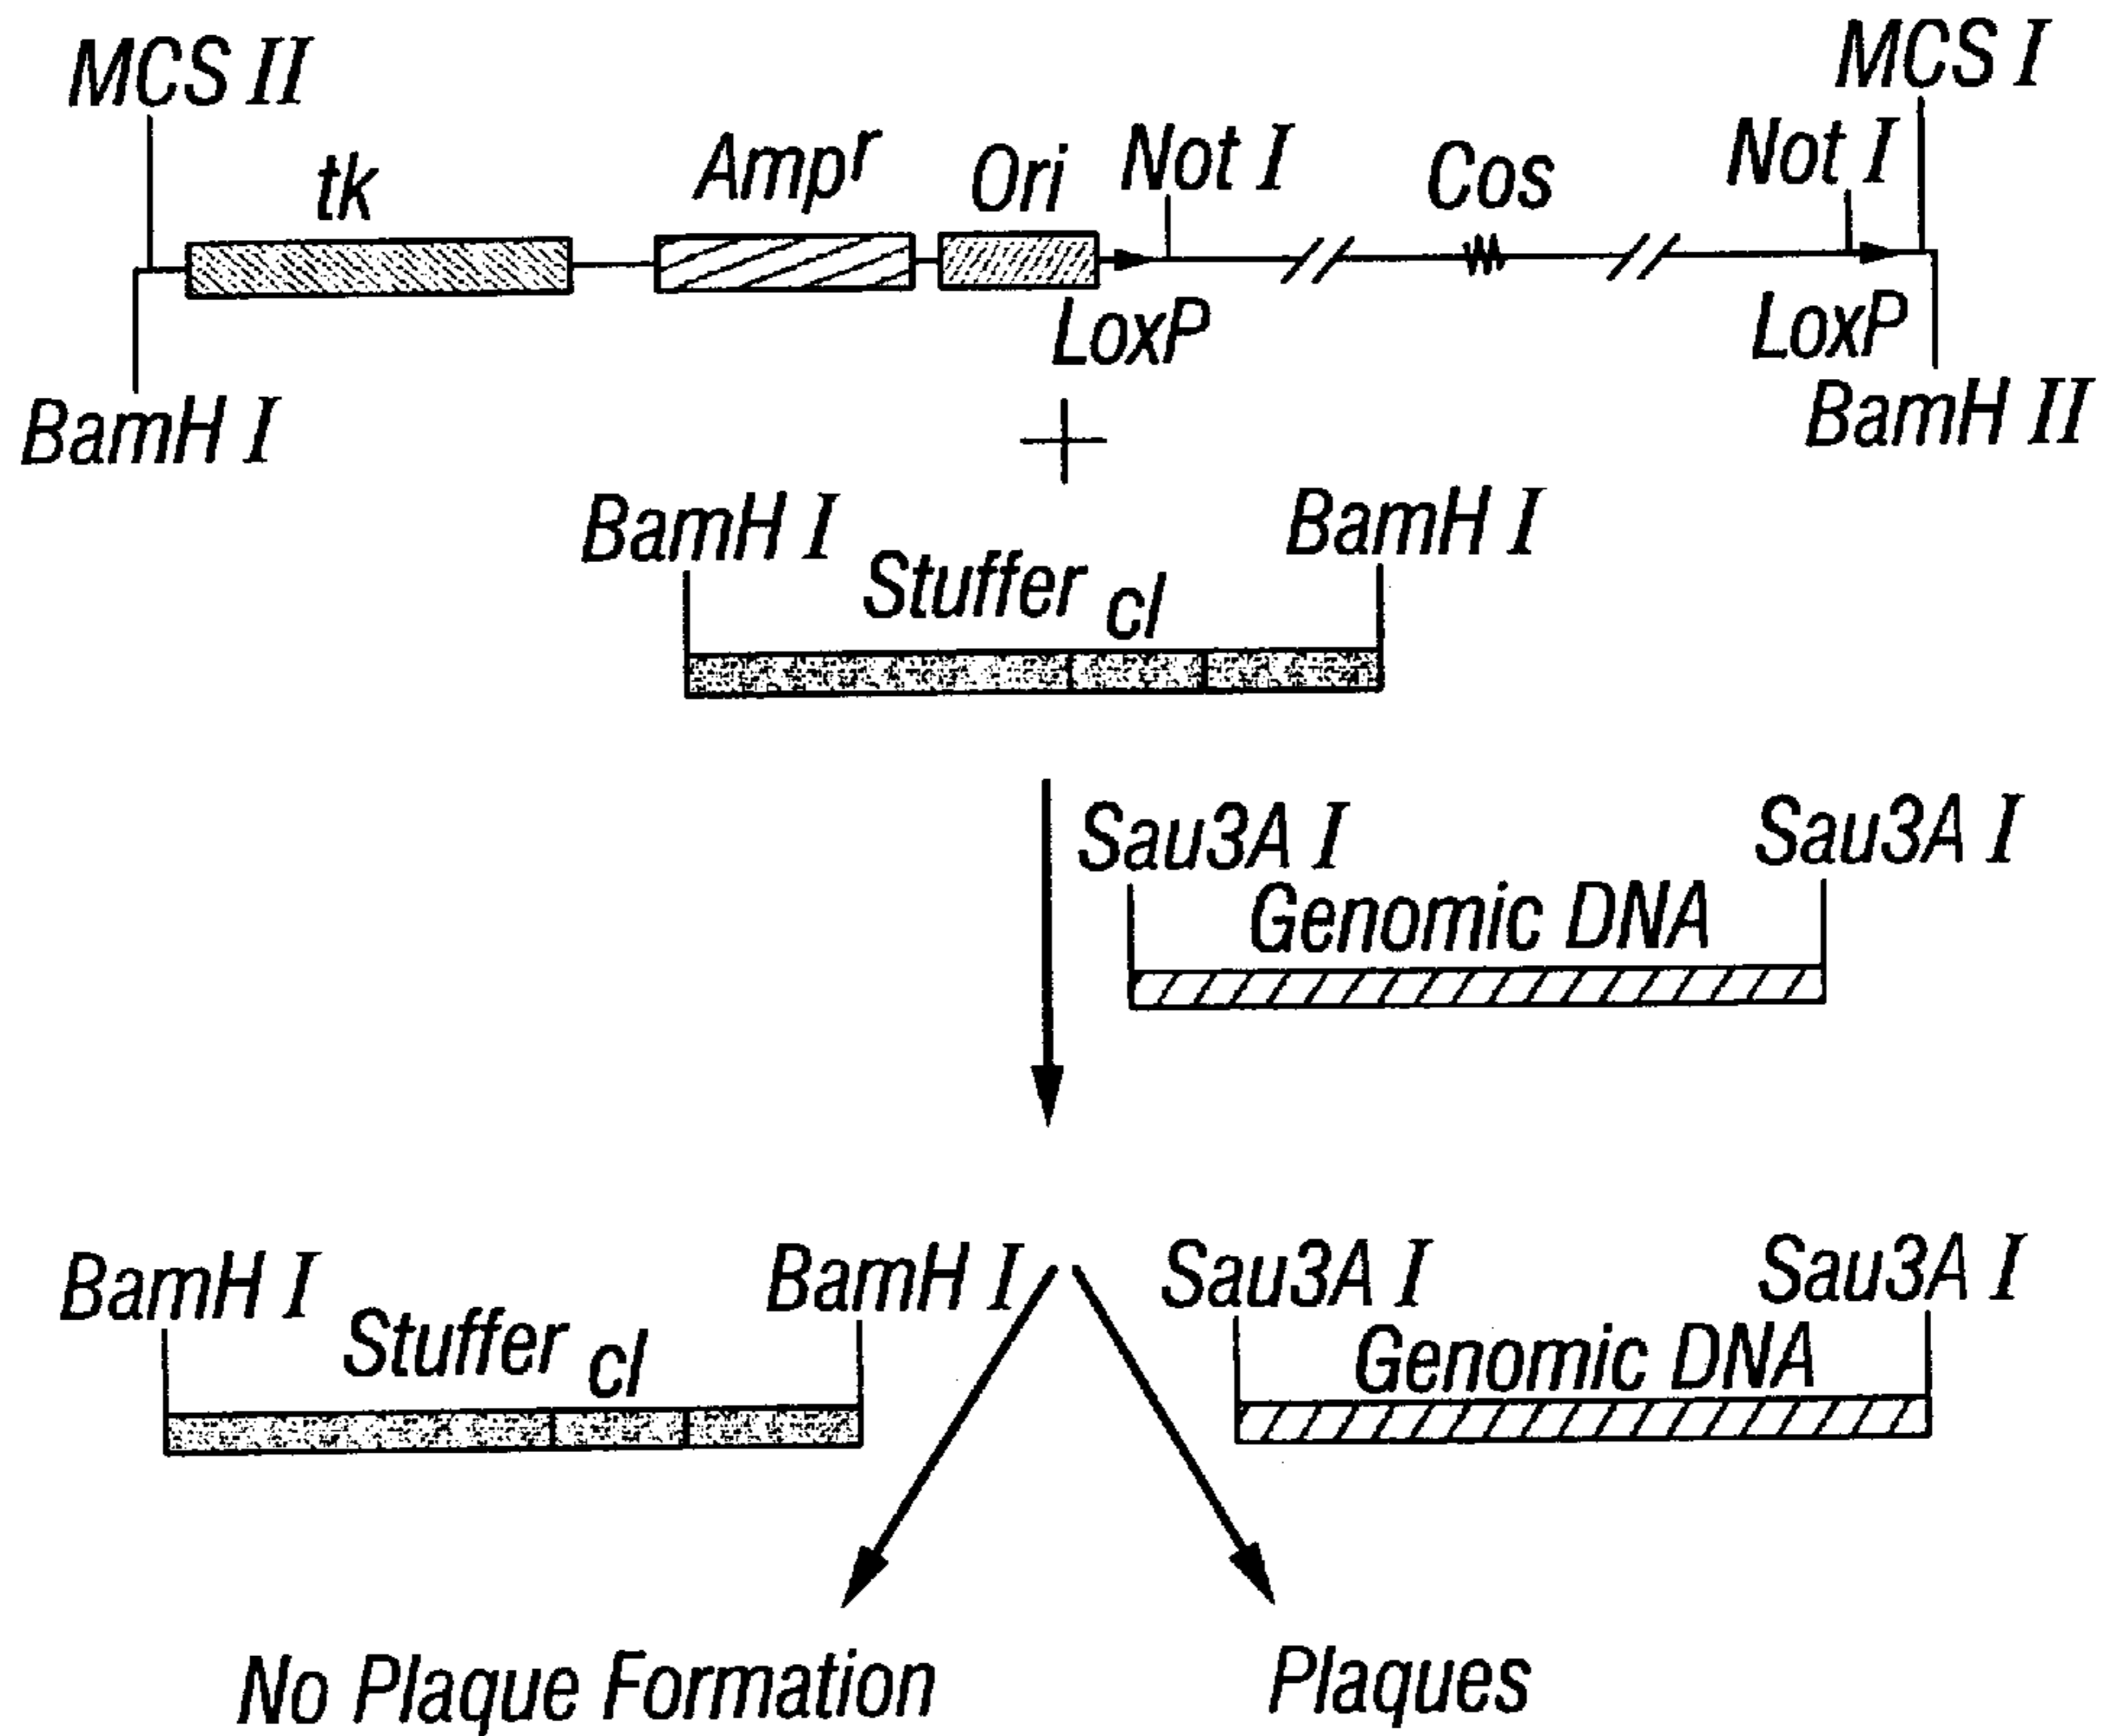 MCS II
MCS I
tk
Ampr
Ori
Not I
Cos
Not I
LoxP
LoxP
BamH I
BamH II
+
BamH I
BamH I
Stuffer cI
Sau3A I
Sau3A I
Genomic DNA
BamH I
BamH I
Sau3A I
Sau3A I
Stuffer cI
Genomic DNA
No Plaque Formation
Plaques